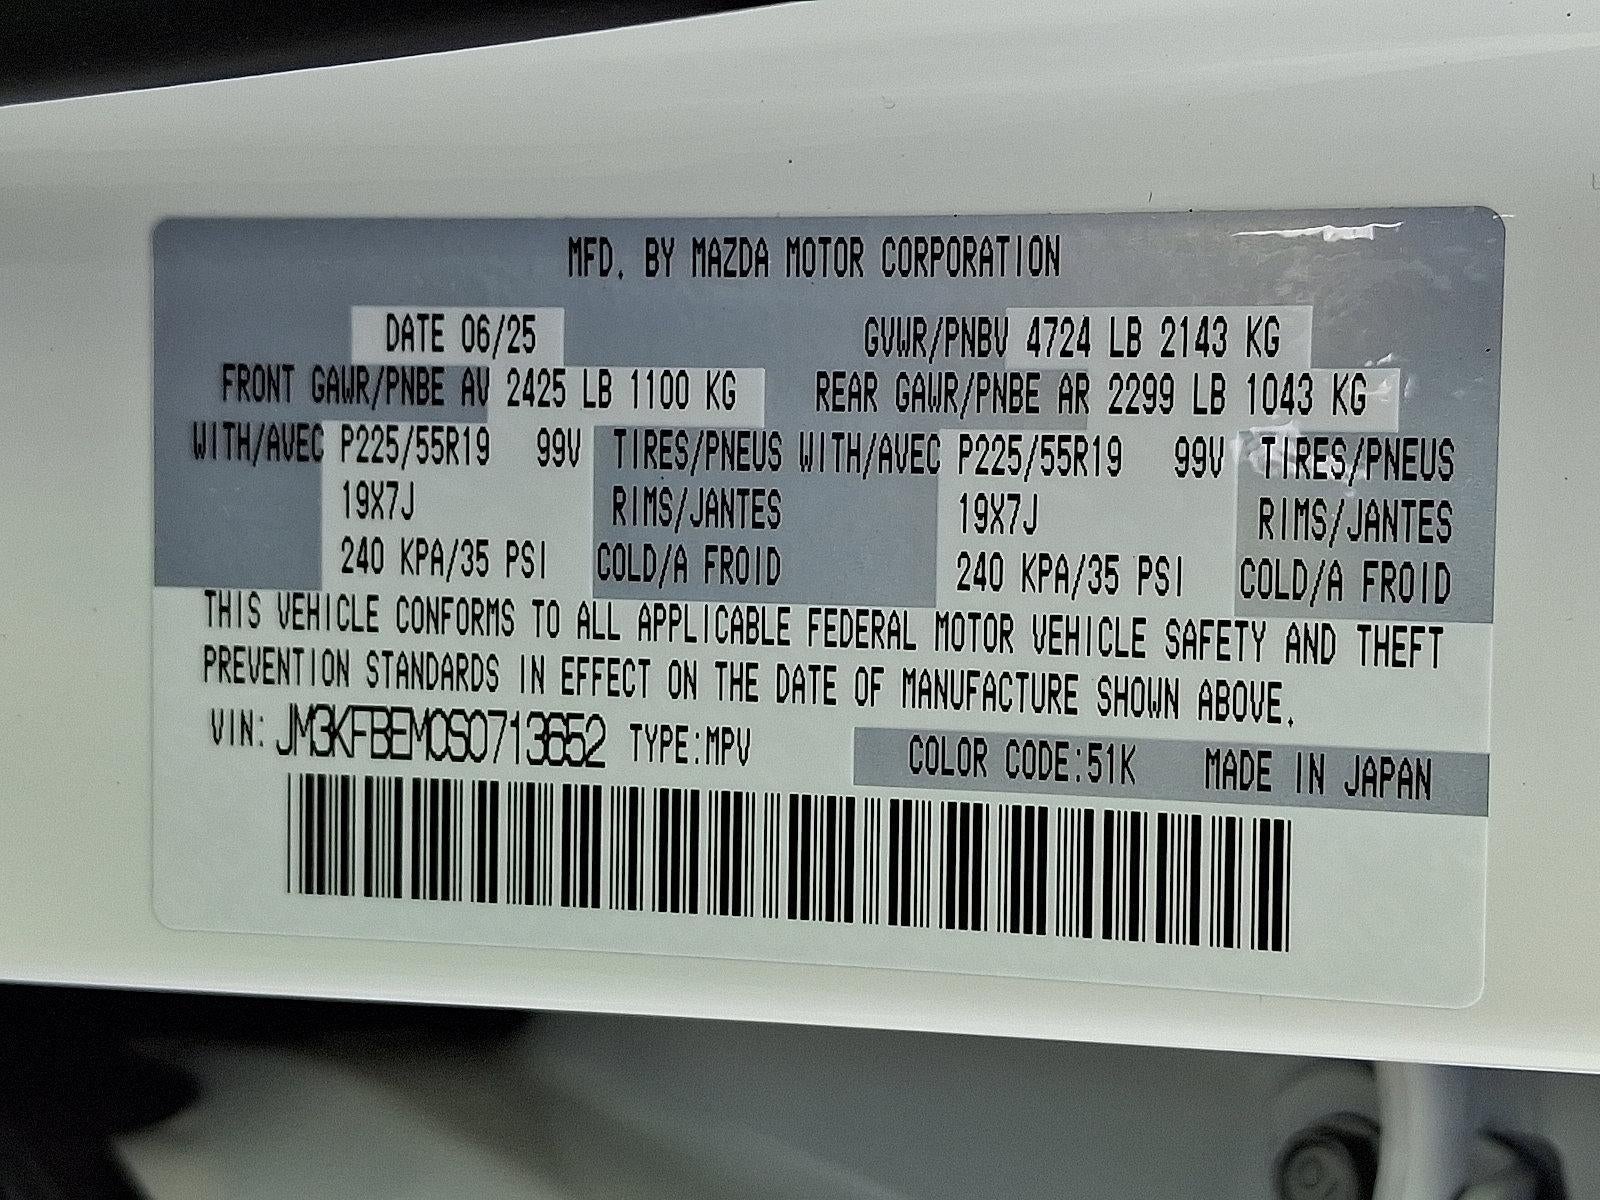 MFD. BY MAZDA MOTOR CORPORATION
DATE 06/25 GVWR/PNBV 4724 LB 2143 KG
FRONT GAWR/PNBE AV 2425 LB 1100 KG REAR GAWR/PNBE AR 2299 LB 1043 KG
WITH/AVEC P225/55R19 99V TIRES/PNEUS WITH/AVEC P225/55R19 99V TIRES/PNEUS
19X7J RIMS/JANTES 19X7J RIMS/JANTES
240 KPA/35 PSI COLD/A FROID 240 KPA/35 PSI COLD/A FROID
THIS VEHICLE CONFORMS TO ALL APPLICABLE FEDERAL MOTOR VEHICLE SAFETY AND THEFT
PREVENTION STANDARDS IN EFFECT ON THE DATE OF MANUFACTURE SHOWN ABOVE.
VIN: JM3KFBEM0S0713652 TYPE:MPV COLOR CODE:51K MADE IN JAPAN